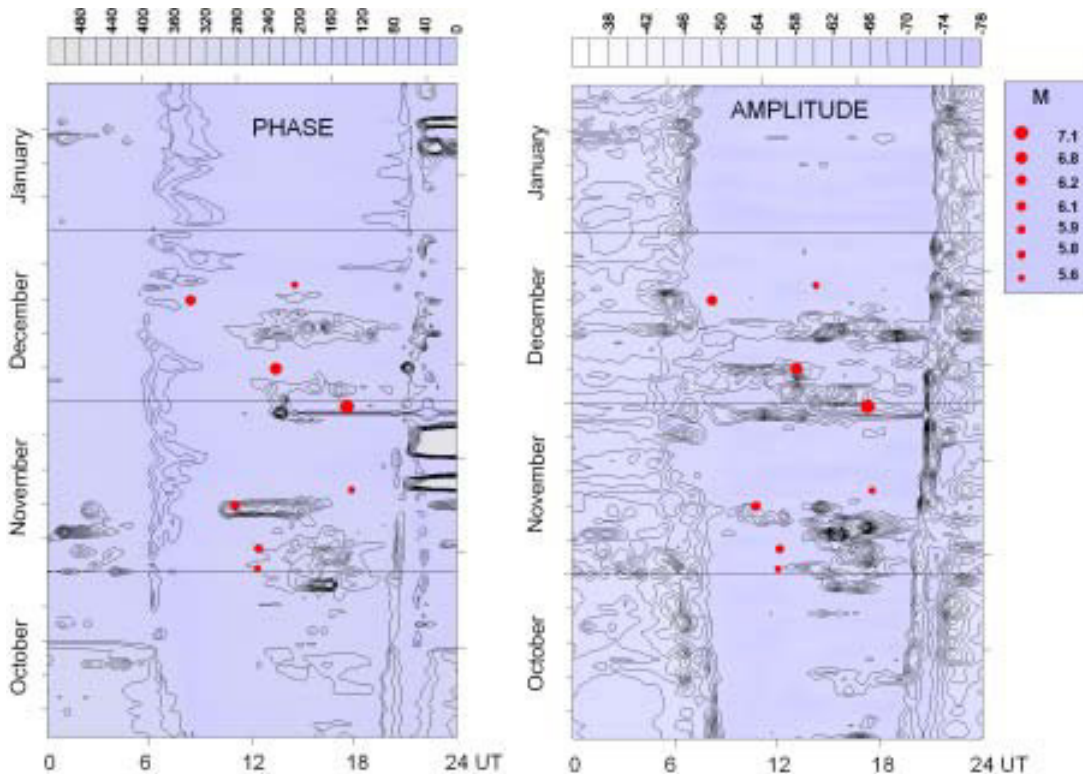 480 440 400 360 320 280 240 200 160 120 80 40 0
-38 -42 -46 -50 -54 -58 -62 -66 -70 -74 -78
PHASE
AMPLITUDE
M
7.1
6.8
6.2
6.1
5.9
5.8
5.6
January
December
November
October
January
December
November
October
0 6 12 18 24 UT
0 6 12 18 24 UT